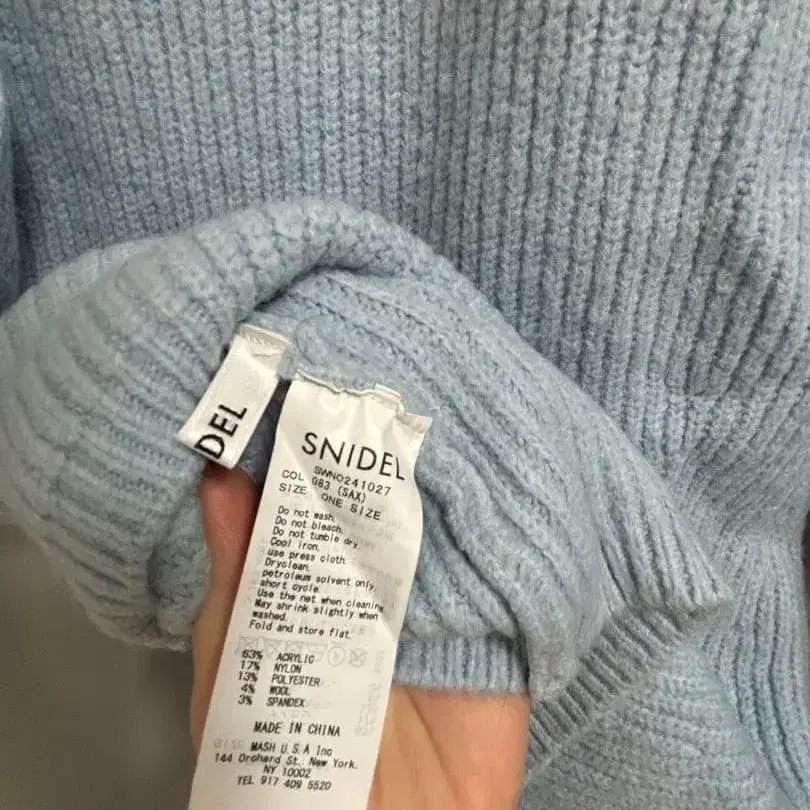 DEL
SNIDEL
SWNO241027
COL 083 (SAX)
SIZE ONE SIZE
Do not wash.
Do not bleach.
Do not tumble dry.
Cool iron.
use press cloth.
Dryclean.
petroleum solvent only.
short cycle.
Use the net when cleaning
May shrink slightly when
washed.
Fold and store flat.
63% ACRYLIC
17% NYLON
13% POLYESTER
4% WOOL
3% SPANDEX
MADE IN CHINA
MASH U.S.A Inc
144 Orchard St. New York.
NY 10002
TEL 917 409 5520